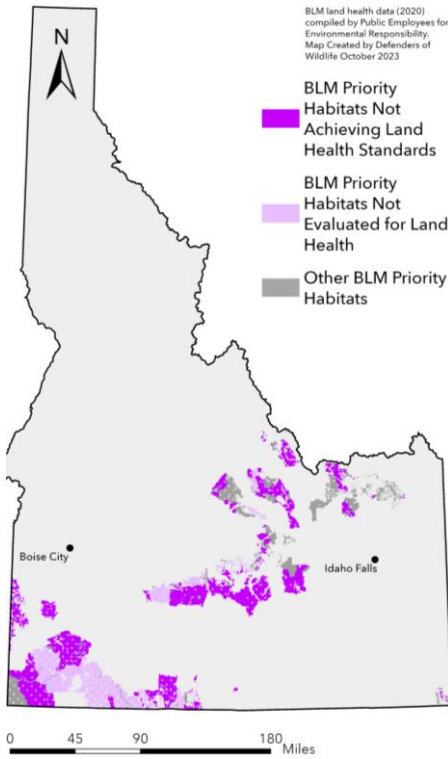 BLM land health data (2020)
compiled by Public Employees for
Environmental Responsibility.
Map Created by Defenders of
Wildlife October 2023
N
BLM Priority
Habitats Not
Achieving Land
Health Standards
BLM Priority
Habitats Not
Evaluated for Land
Health
Other BLM Priority
Habitats
Boise City
Idaho Falls
0 45 90 180
Miles